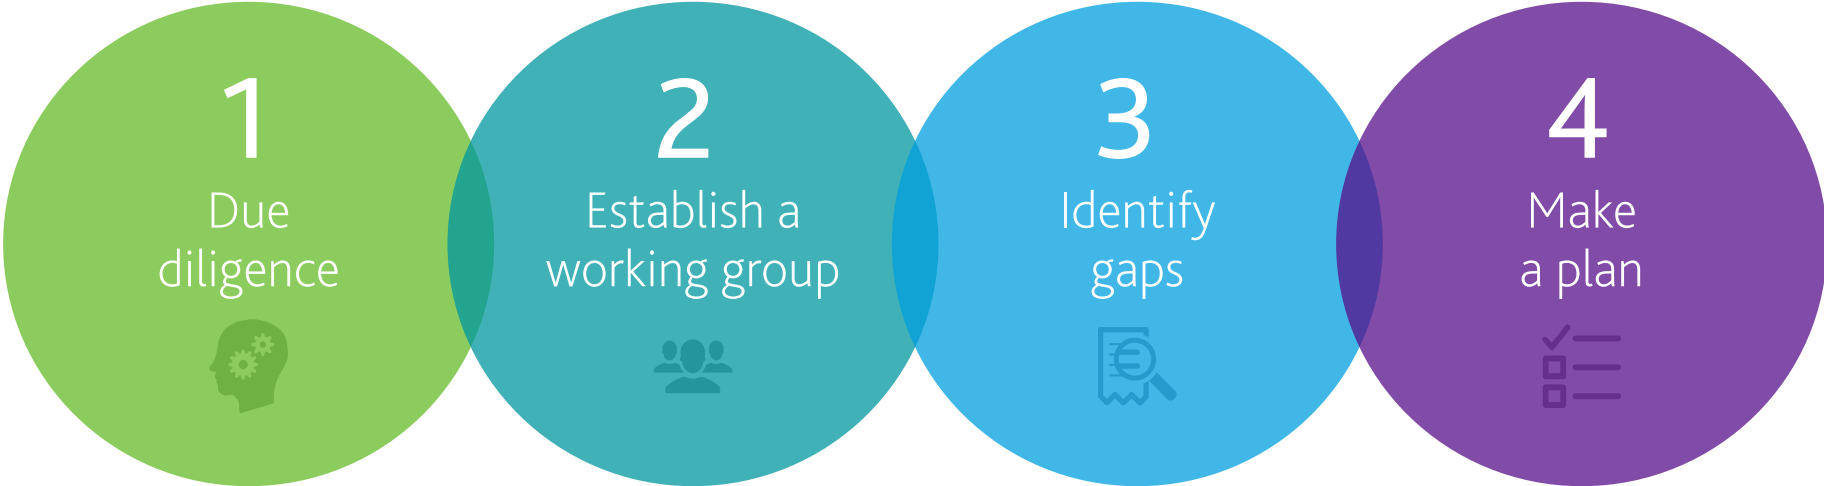 1
Due
diligence
2
Establish a
working group
3
Identify
gaps
4
Make
a plan